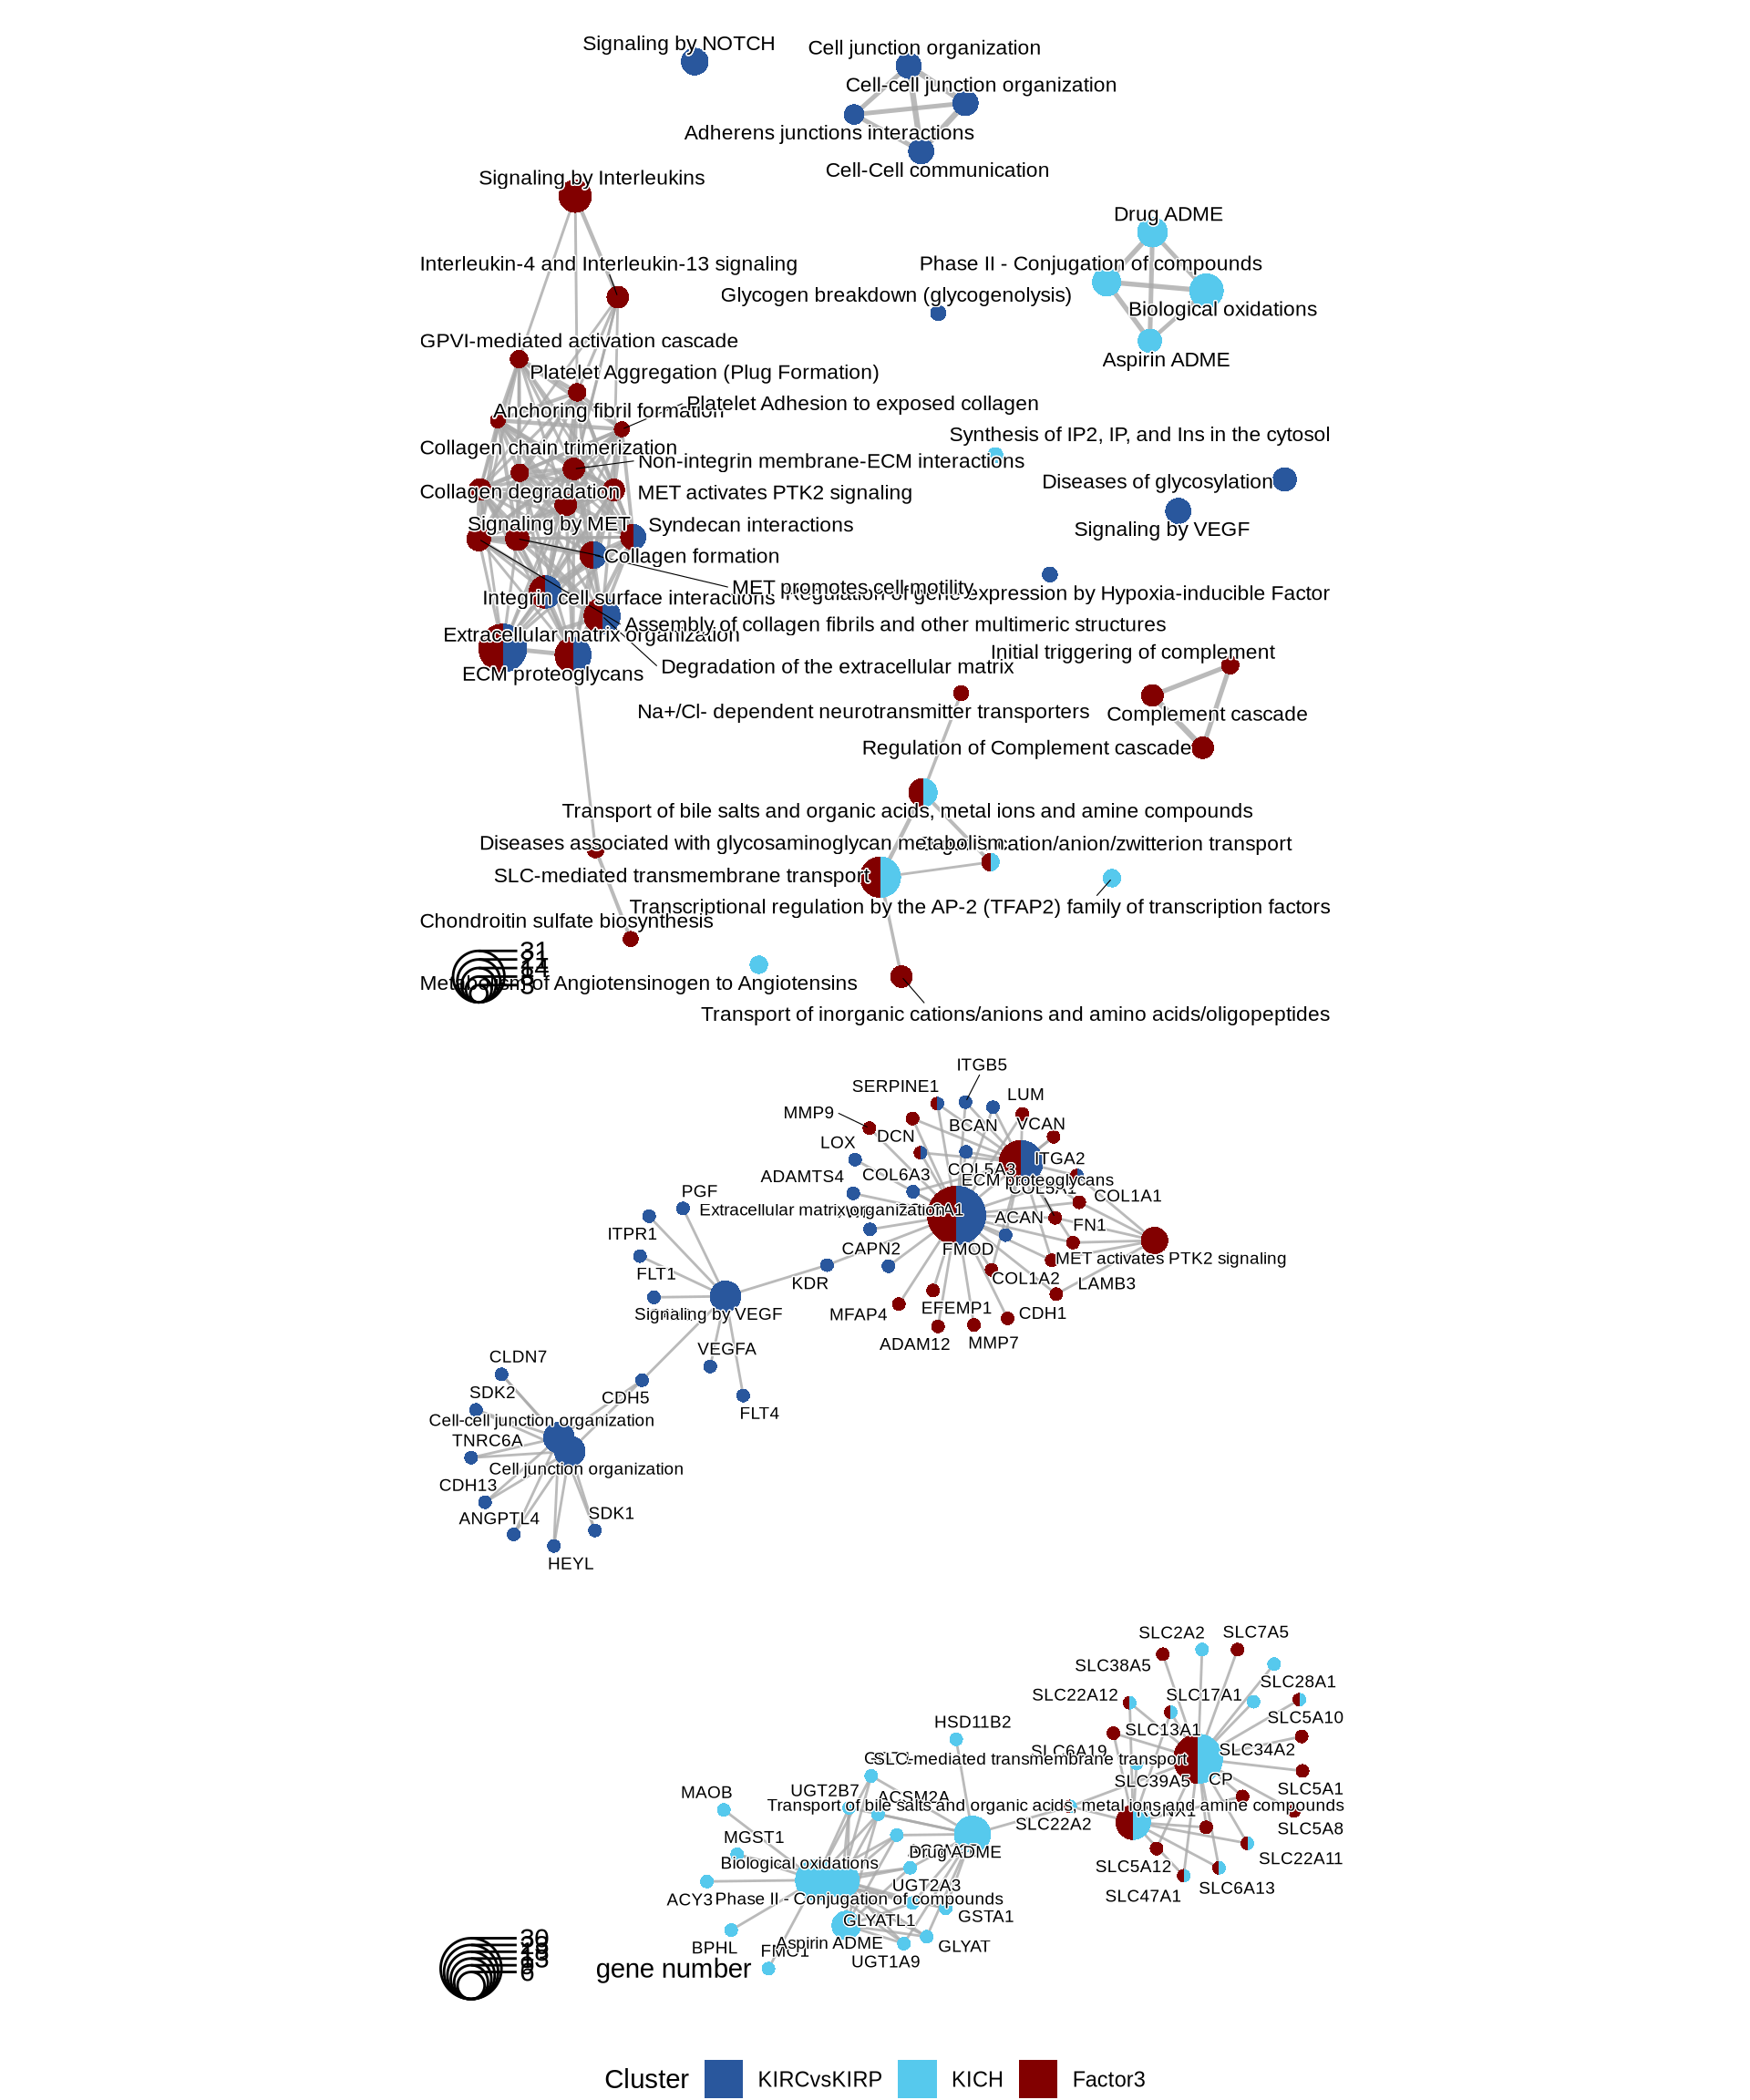 Signaling by NOTCH
Cell junction organization
Cell-cell junction organization
Adherens junctions interactions
Cell-Cell communication
Signaling by Interleukins
Drug ADME
Interleukin-4 and Interleukin-13 signaling
Phase II - Conjugation of compounds
Glycogen breakdown (glycogenolysis)
Biological oxidations
GPVI-mediated activation cascade
Aspirin ADME
Platelet Aggregation (Plug Formation)
Anchoring fibril formation
Platelet Adhesion to exposed collagen
Synthesis of IP2, IP, and Ins in the cytosol
Collagen chain trimerization
Non-integrin membrane-ECM interactions
Diseases of glycosylation
Collagen degradation
MET activates PTK2 signaling
Signaling by MET
Syndecan interactions
Signaling by VEGF
Collagen formation
MET promotes cell motility
Integrin cell surface interactions
Regulation of gene expression by Hypoxia-inducible Factor
Assembly of collagen fibrils and other multimeric structures
Extracellular matrix organization
Initial triggering of complement
Degradation of the extracellular matrix
ECM proteoglycans
Na+/Cl- dependent neurotransmitter transporters
Complement cascade
Regulation of Complement cascade
Transport of bile salts and organic acids, metal ions and amine compounds
Diseases associated with glycosaminoglycan metabolism
cation/anion/zwitterion transport
SLC-mediated transmembrane transport
Transcriptional regulation by the AP-2 (TFAP2) family of transcription factors
Chondroitin sulfate biosynthesis
31
Metabolism of Angiotensinogen to Angiotensins
3
Transport of inorganic cations/anions and amino acids/oligopeptides
ITGB5
SERPINE1
LUM
MMP9
BCAN
VCAN
DCN
LOX
ITGA2
COL5A3
ADAMTS4
COL6A3
ECM proteoglycans
COL5A1
COL1A1
PGF
Extracellular matrix organization
ACAN
FN1
ITPR1
CAPN2
FMOD
MET activates PTK2 signaling
FLT1
KDR
COL1A2
LAMB3
Signaling by VEGF
MFAP4
EFEMP1
CDH1
ADAM12
MMP7
VEGFA
CLDN7
SDK2
CDH5
FLT4
Cell-cell junction organization
TNRC6A
Cell junction organization
CDH13
ANGPTL4
SDK1
HEYL
SLC2A2
SLC7A5
SLC38A5
SLC28A1
SLC22A12
SLC17A1
SLC5A10
HSD11B2
SLC13A1
SLC6A19
SLC34A2
SLC-mediated transmembrane transport
SLC39A5
CP
SLC5A1
MAOB
UGT2B7
ACSM2A
Transport of bile salts and organic acids, metal ions and amine compounds
SLC22A2
SLC5A8
MGST1
Drug ADME
SLC22A11
Biological oxidations
SLC5A12
UGT2A3
SLC6A13
ACY3
Phase II - Conjugation of compounds
SLC47A1
GSTA1
GLYATL1
BPHL
FMO1
Aspirin ADME
GLYAT
UGT1A9
30
6
gene number
Cluster
KIRCvsKIRP
KICH
Factor3